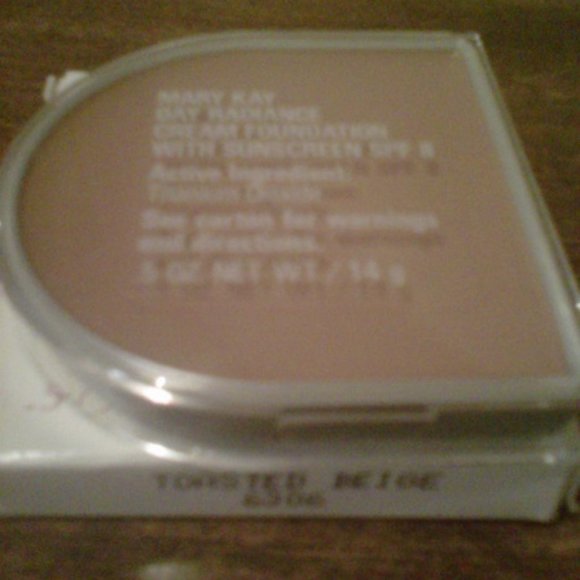 MARY KAY
DAY RADIANCE
CREAM FOUNDATION
WITH SUNSCREEN SPF 8
Active Ingredient:
Titanium Dioxide
See carton for warnings
and directions.
.5 OZ. NET WT. / 14 g
TOASTED BEIGE
6306